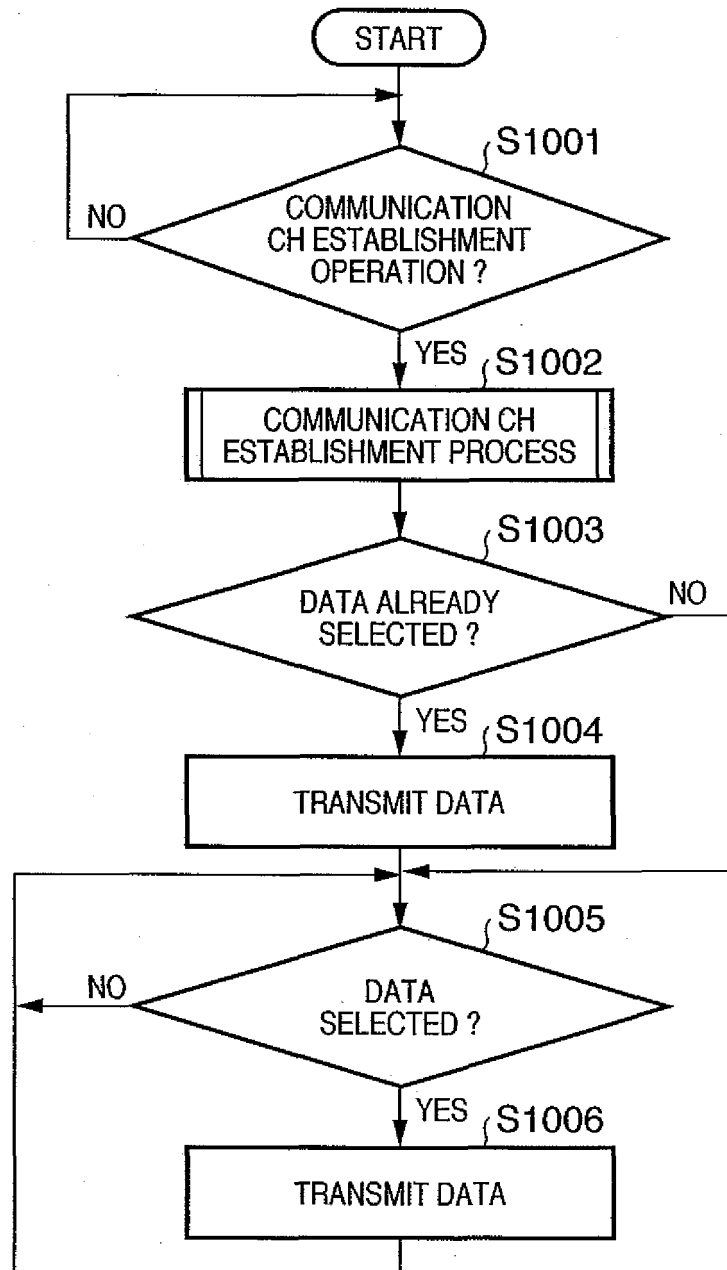 START
S1001
COMMUNICATION
CH ESTABLISHMENT
OPERATION ?
NO
YES
S1002
COMMUNICATION CH
ESTABLISHMENT PROCESS
S1003
DATA ALREADY
SELECTED ?
NO
YES
S1004
TRANSMIT DATA
S1005
DATA
SELECTED ?
NO
YES
S1006
TRANSMIT DATA